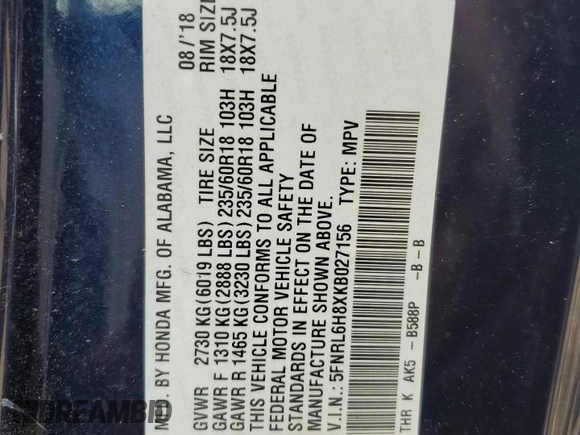 MFD. BY HONDA MFG. OF ALABAMA, LLC 08/'18
GVWR 2730 KG(6019 LBS) TIRE SIZE RIM SIZE
GAWR F 1310 KG(2888 LBS)235/60R18 103H 18X7.5J
GAWR R 1465 KG(3230 LBS)235/60R18 103H 18X7.5J
THIS VEHICLE CONFORMS TO ALL APPLICABLE
FEDERAL MOTOR VEHICLE SAFETY
STANDARDS IN EFFECT ON THE DATE OF
MANUFACTURE SHOWN ABOVE.
V.I.N.: 5FNRL6H8XKB027156 TYPE: MPV
THR K AK5 - B588P -B -B
DREAMBID